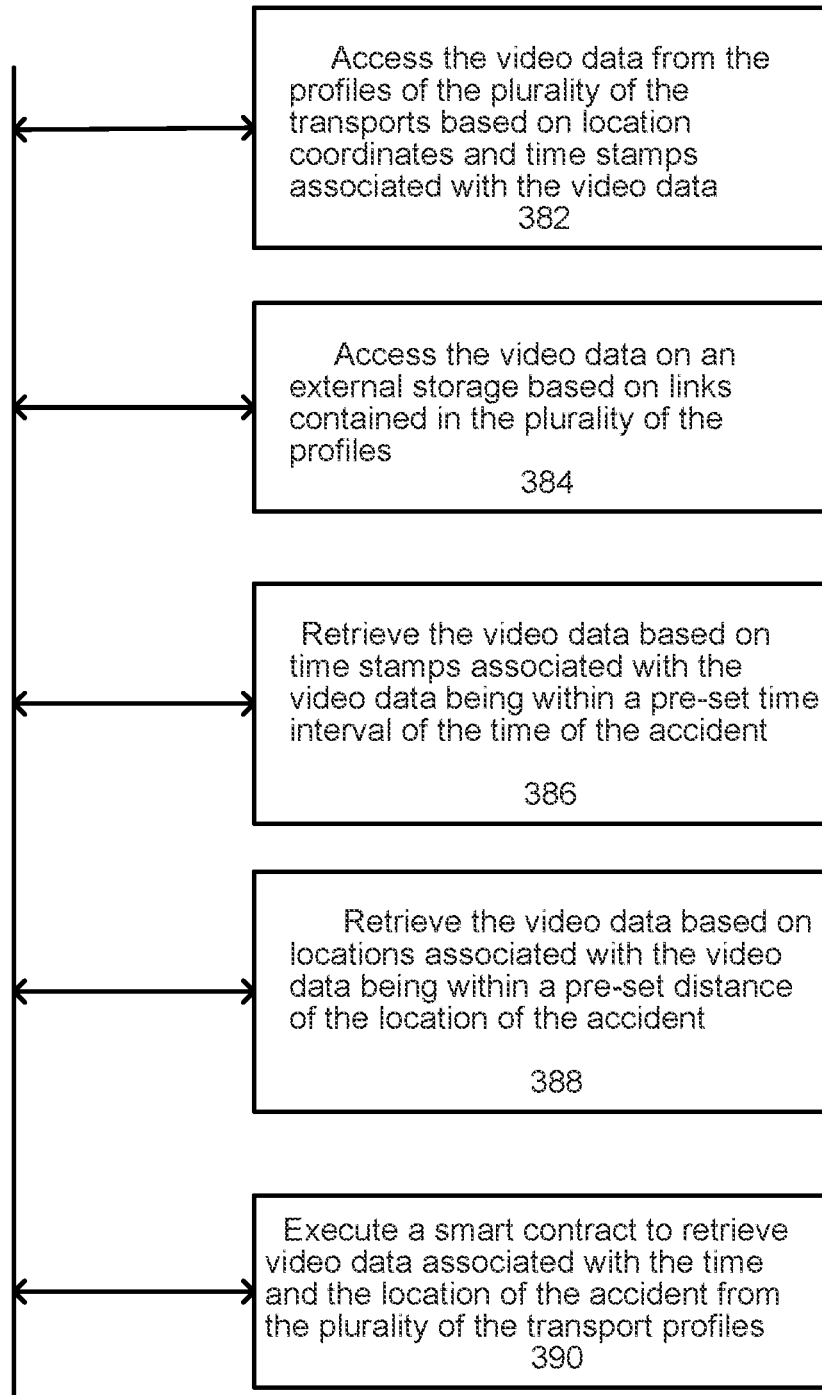 Access the video data from the
profiles of the plurality of the
transports based on location
coordinates and time stamps
associated with the video data
382
Access the video data on an
external storage based on links
contained in the plurality of the
profiles
384
Retrieve the video data based on
time stamps associated with the
video data being within a pre-set time
interval of the time of the accident
386
Retrieve the video data based on
locations associated with the video
data being within a pre-set distance
of the location of the accident
388
Execute a smart contract to retrieve
video data associated with the time
and the location of the accident from
the plurality of the transport profiles
390